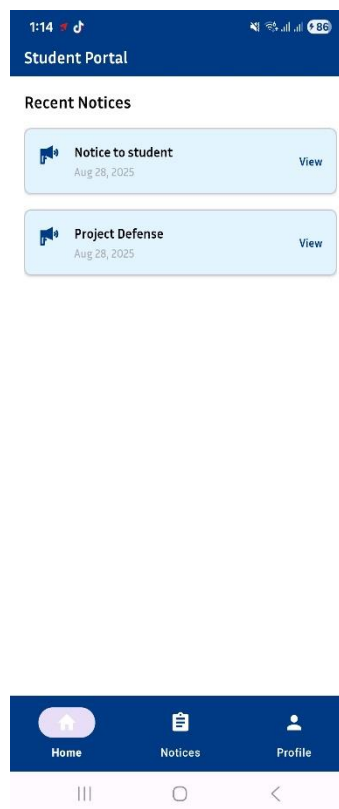 1:14 86
Student Portal
Recent Notices
Notice to student
Aug 28, 2025
View
Project Defense
Aug 28, 2025
View
Home Notices Profile